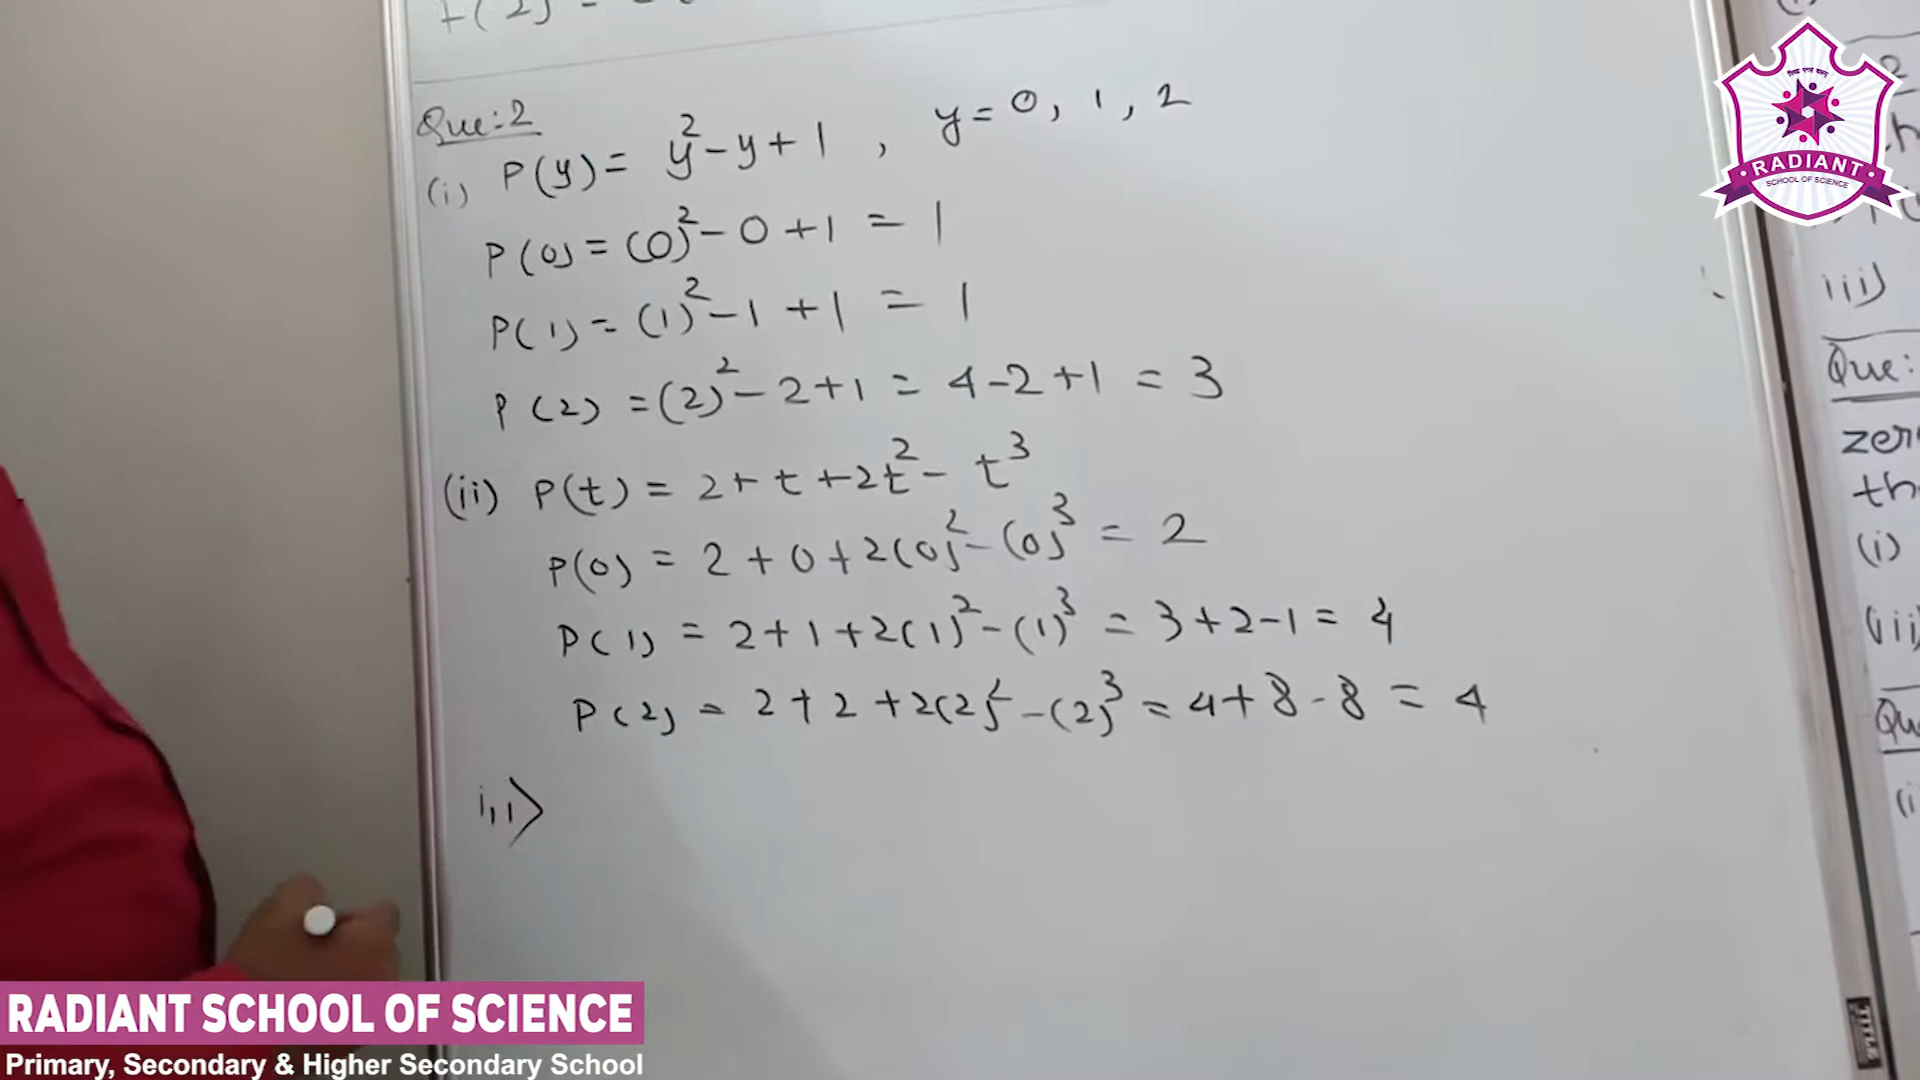 Que:2
(i) P(y) = y² - y + 1 , y = 0, 1, 2
P(0) = (0)² - 0 + 1 = 1
P(1) = (1)² - 1 + 1 = 1
P(2) = (2)² - 2 + 1 = 4 - 2 + 1 = 3
(ii) P(t) = 2 + t + 2t² - t³
P(0) = 2 + 0 + 2(0)² - (0)³ = 2
P(1) = 2 + 1 + 2(1)² - (1)³ = 3 + 2 - 1 = 4
P(2) = 2 + 2 + 2(2)² - (2)³ = 4 + 8 - 8 = 4
iii)
iii)
Que:
(i)
RADIANT
SCHOOL OF SCIENCE
RADIANT SCHOOL OF SCIENCE
Primary, Secondary & Higher Secondary School